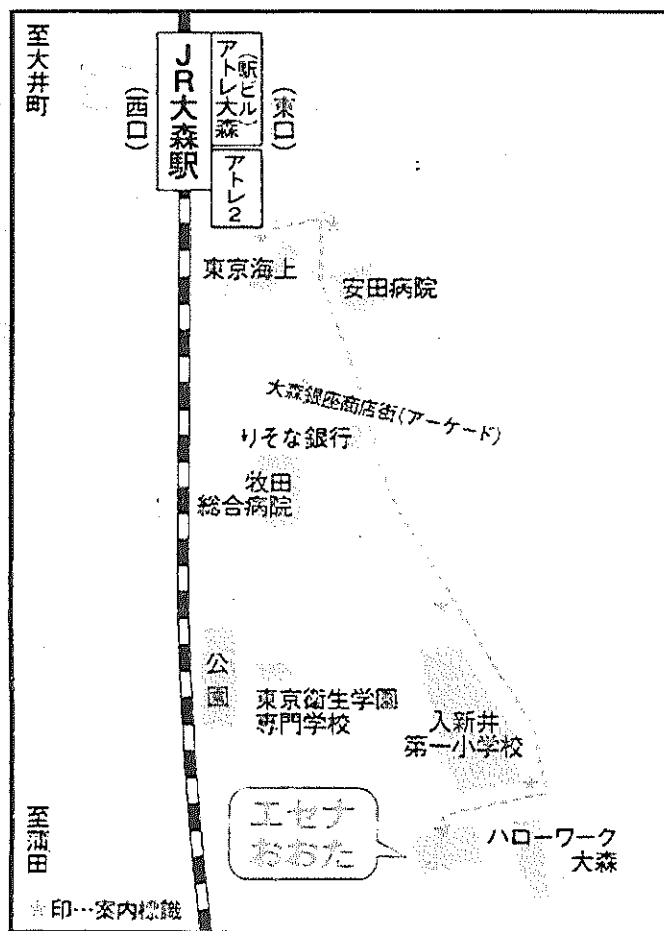 至大井町
(西口)
JR大森駅
(駅ビル)
アトレ大森
アトレ2
(東口)
東京海上
安田病院
大森銀座商店街(アーケード)
りそな銀行
牧田
総合病院
公園
東京衛生学園
専門学校
入新井
第一小学校
エセナ
おおた
ハローワーク
大森
至蒲田
☆印…案内標識